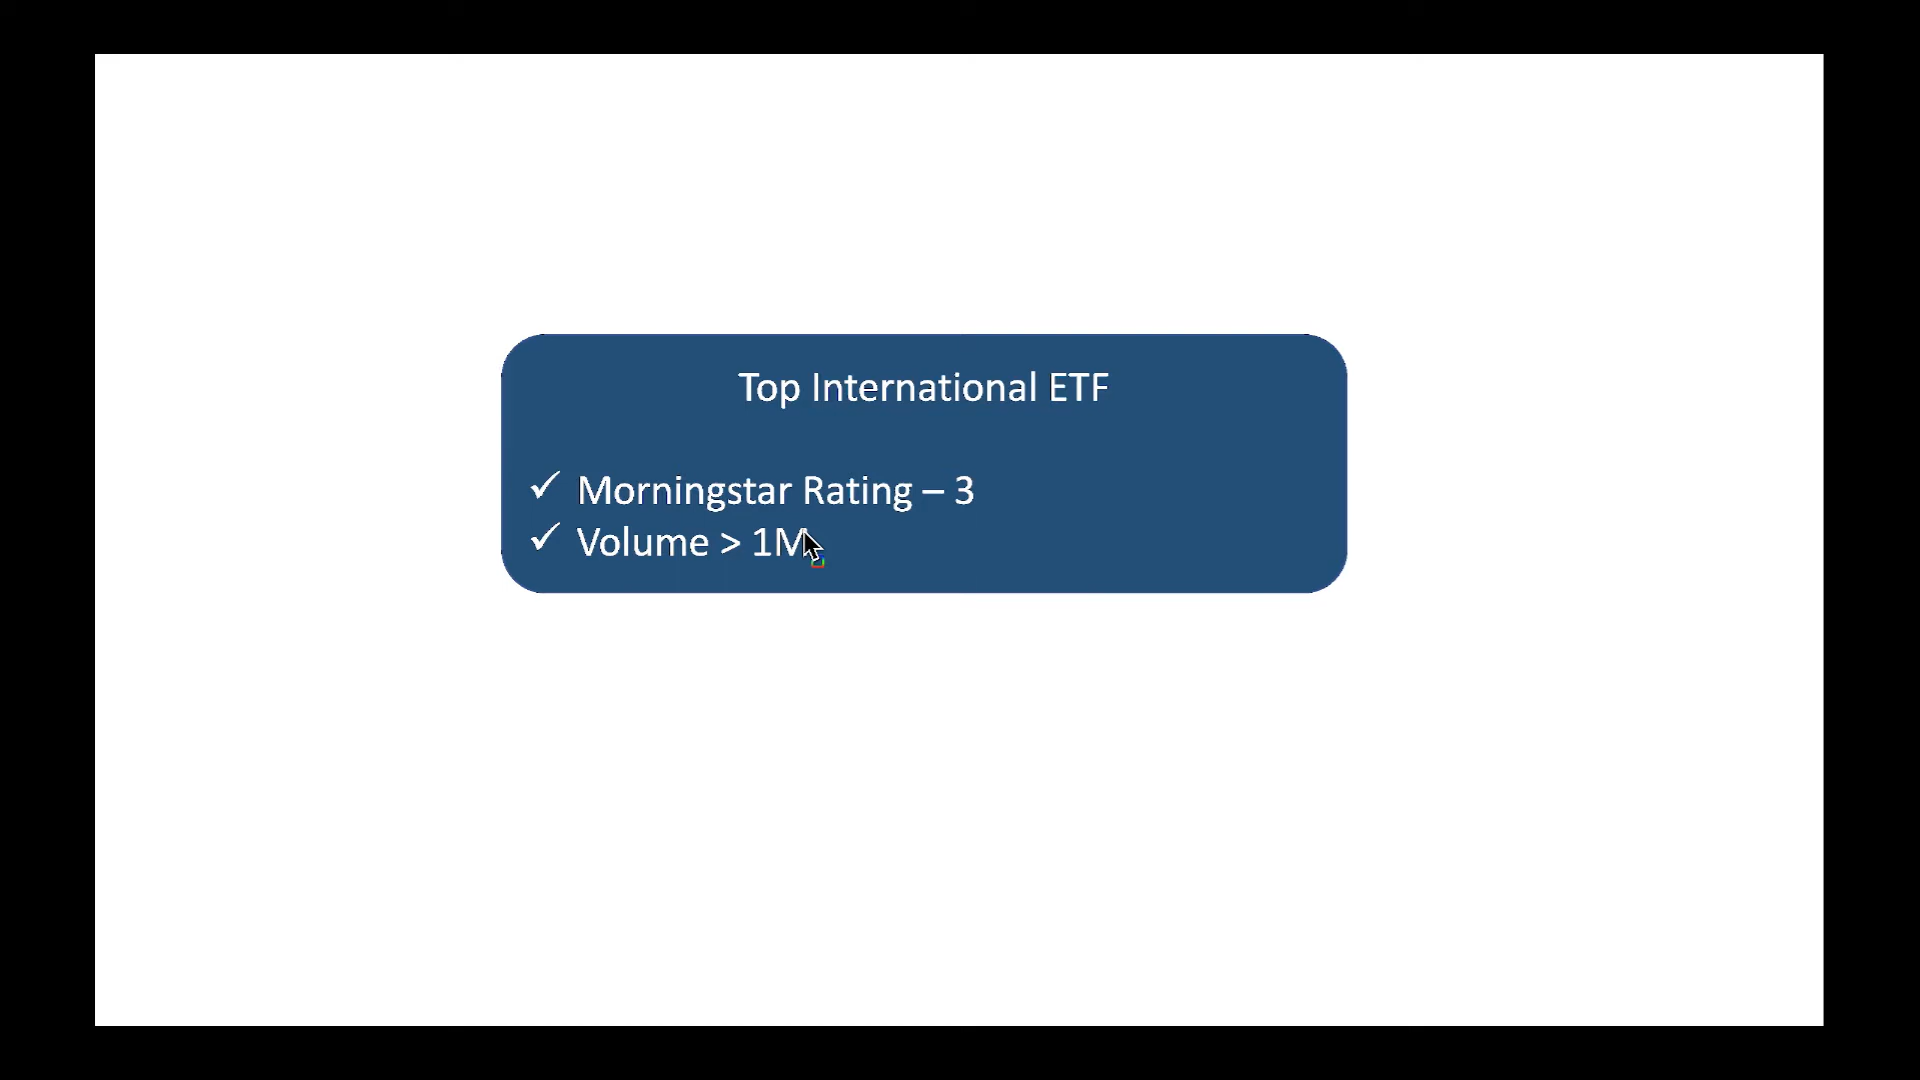 Top International ETF
✓ Morningstar Rating – 3
✓ Volume > 1M